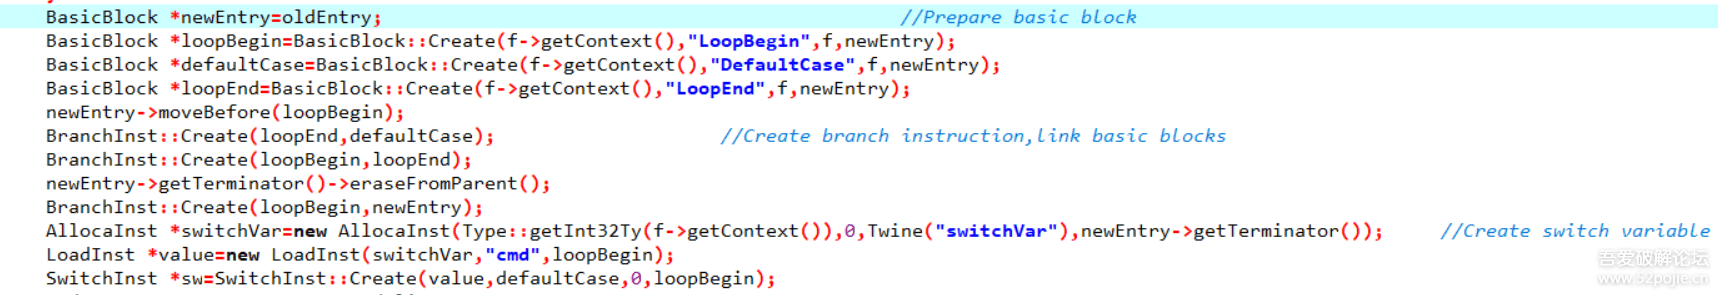 BasicBlock *newEntry=oldEntry; //Prepare basic block
BasicBlock *loopBegin=BasicBlock::Create(f->getContext(),"LoopBegin",f,newEntry);
BasicBlock *defaultCase=BasicBlock::Create(f->getContext(),"DefaultCase",f,newEntry);
BasicBlock *loopEnd=BasicBlock::Create(f->getContext(),"LoopEnd",f,newEntry);
newEntry->moveBefore(loopBegin);
BranchInst::Create(loopEnd,defaultCase); //Create branch instruction,link basic blocks
BranchInst::Create(loopBegin,loopEnd);
newEntry->getTerminator()->eraseFromParent();
BranchInst::Create(loopBegin,newEntry);
AllocaInst *switchVar=new AllocaInst(Type::getInt32Ty(f->getContext()),0,Twine("switchVar"),newEntry->getTerminator()); //Create switch variable
LoadInst *value=new LoadInst(switchVar,"cmd",loopBegin);
SwitchInst *sw=SwitchInst::Create(value,defaultCase,0,loopBegin);
吾爱破解论坛
www.52pojie.cn